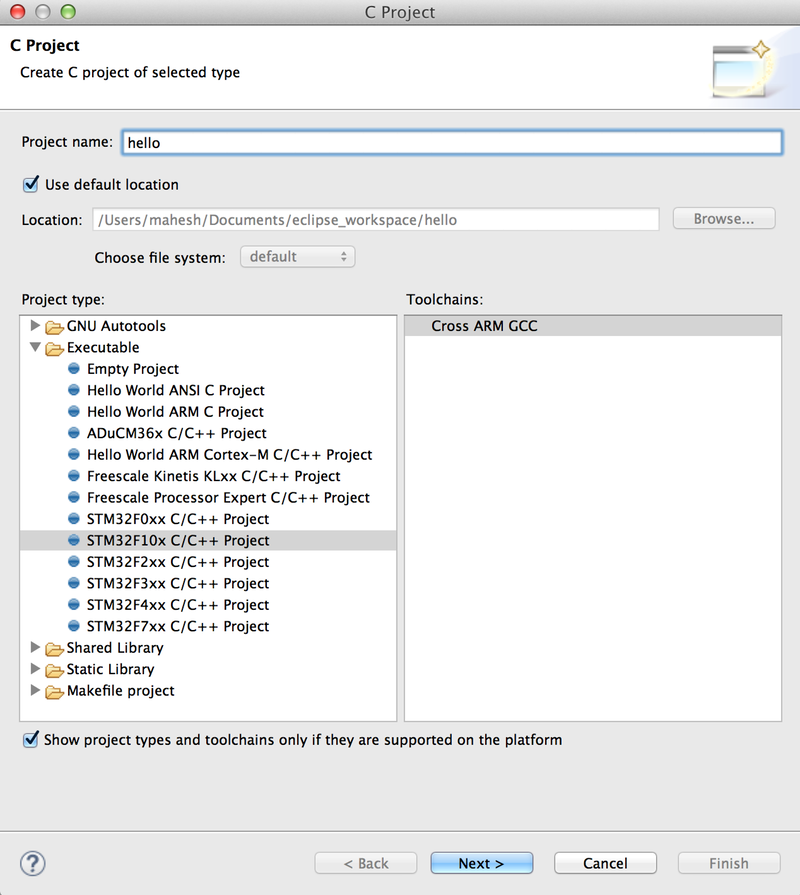 C Project
C Project
Create C project of selected type
Project name: hello
Use default location
Location: /Users/mahesh/Documents/eclipse_workspace/hello Browse...
Choose file system: default
Project type: Toolchains:
GNU Autotools Cross ARM GCC
Executable
Empty Project
Hello World ANSI C Project
Hello World ARM C Project
ADuCM36x C/C++ Project
Hello World ARM Cortex-M C/C++ Project
Freescale Kinetis KLxx C/C++ Project
Freescale Processor Expert C/C++ Project
STM32F0xx C/C++ Project
STM32F10x C/C++ Project
STM32F2xx C/C++ Project
STM32F3xx C/C++ Project
STM32F4xx C/C++ Project
STM32F7xx C/C++ Project
Shared Library
Static Library
Makefile project
Show project types and toolchains only if they are supported on the platform
? < Back Next > Cancel Finish